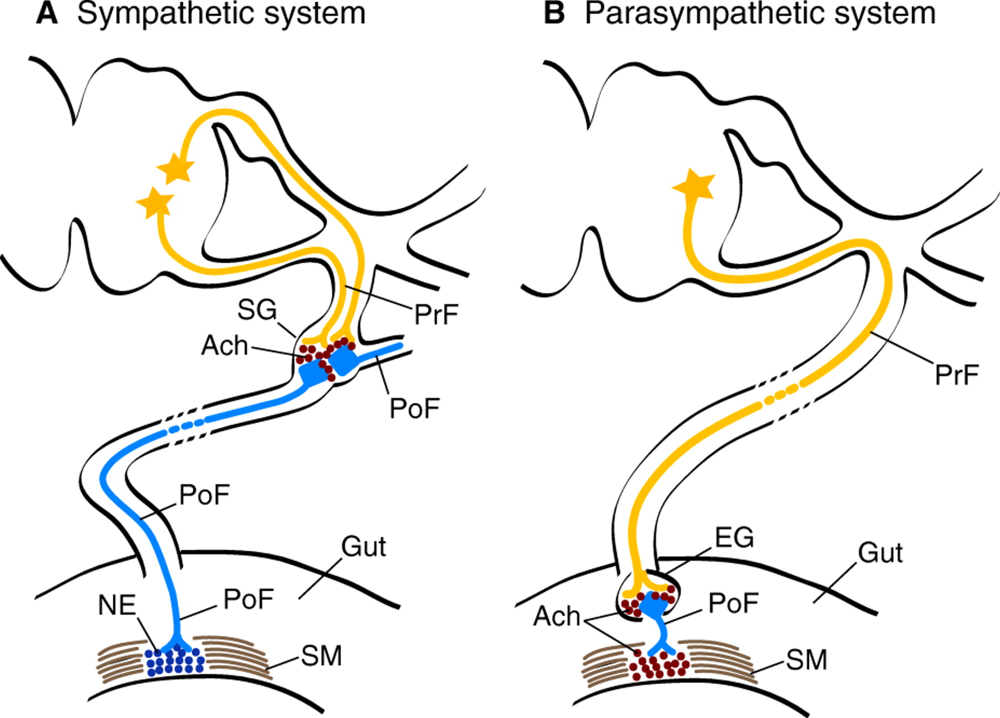 A Sympathetic system
B Parasympathetic system
SG
PrF
Ach
PoF
PrF
PoF
EG
Gut
Gut
NE
PoF
PoF
Ach
SM
SM